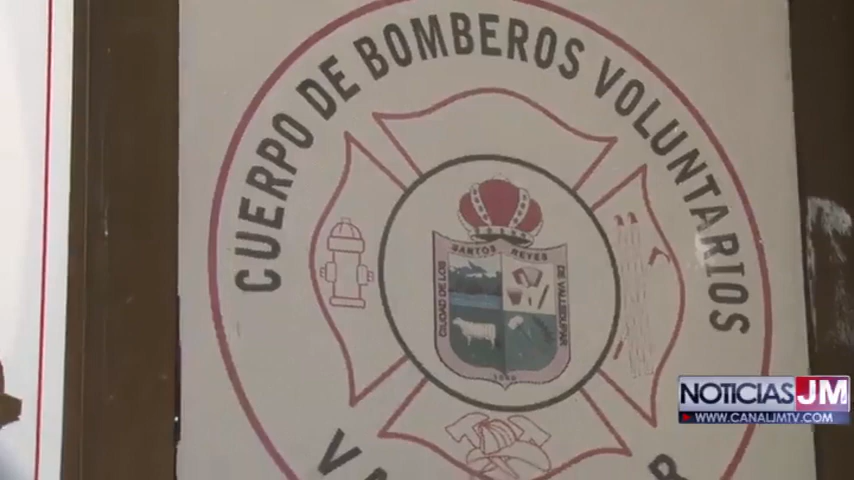 CUERPO DE BOMBEROS VOLUNTARIOS
SANTOS REYES
CIUDAD DE LOS
DE VALLEDUPAR
NOTICIAS JM
WWW.CANALJMTV.COM